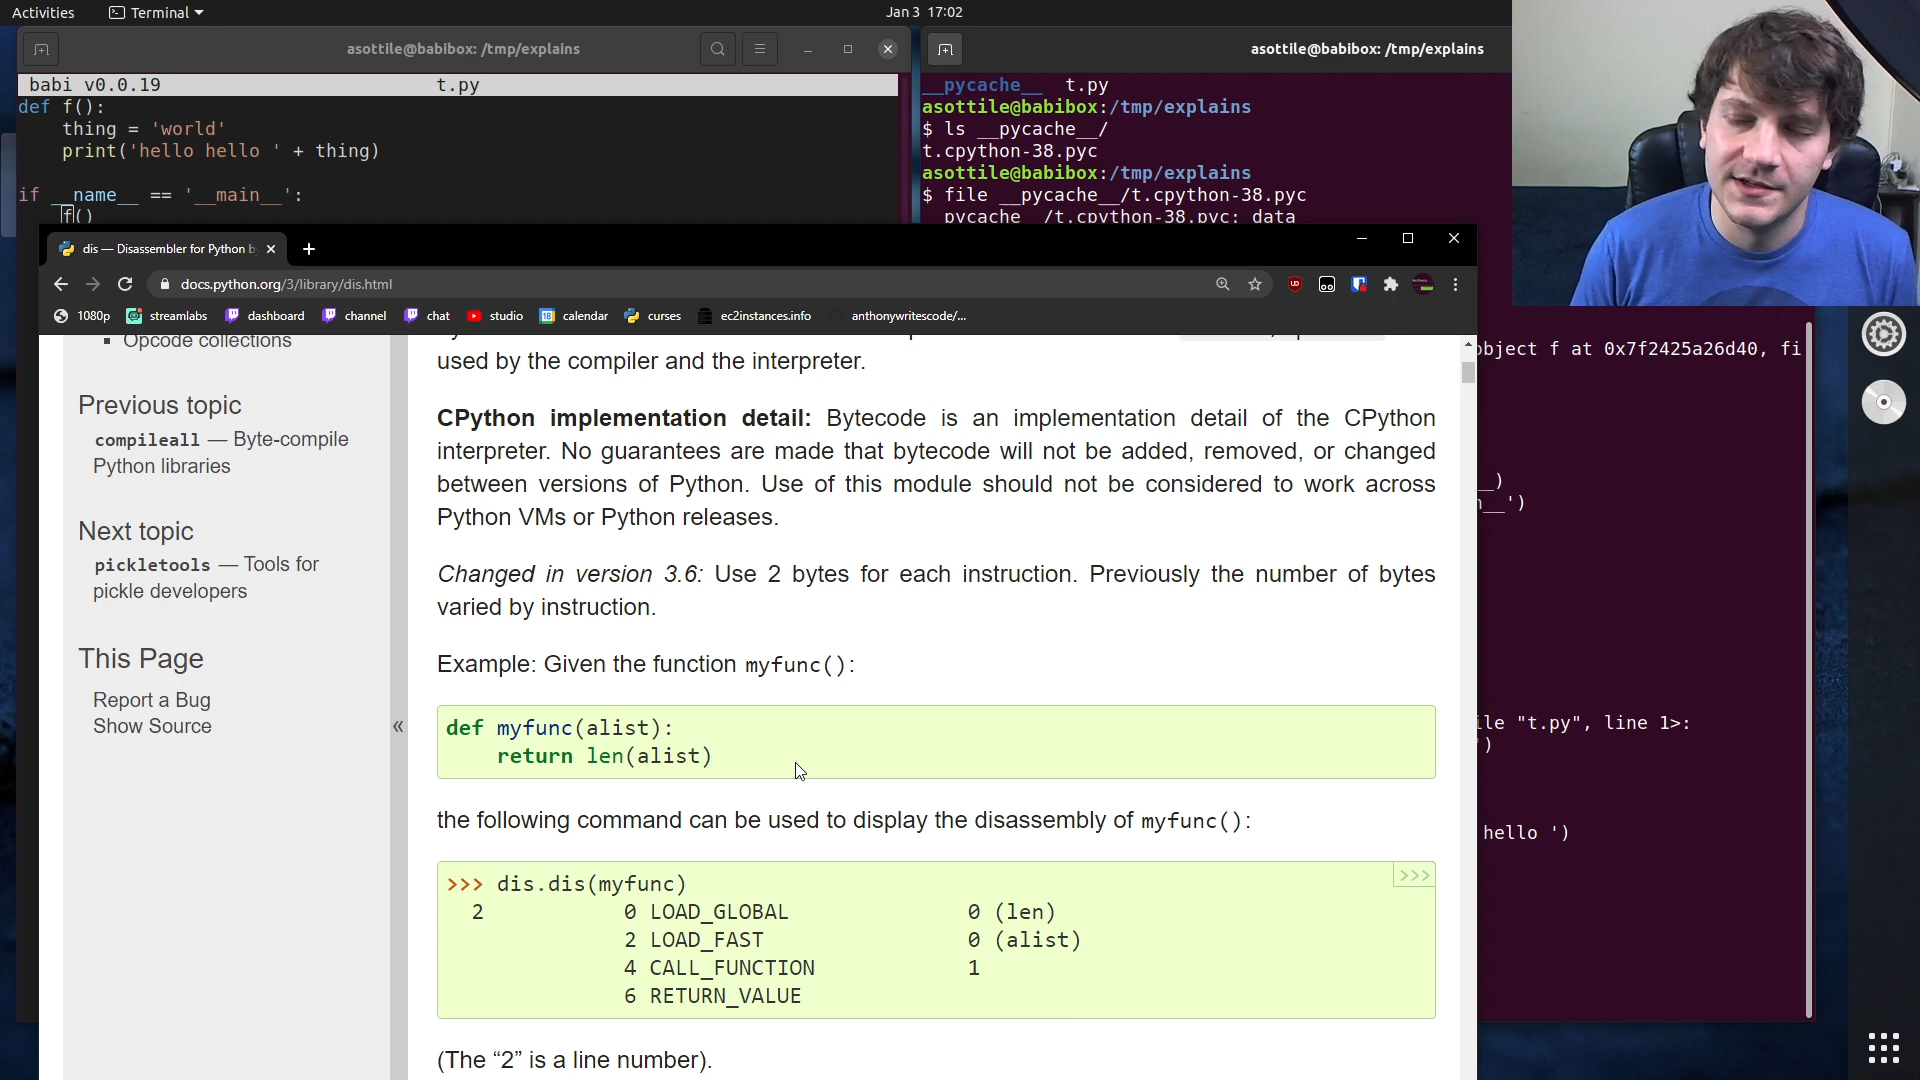 Activities
Terminal
Jan 3 17:02
asottile@babibox: /tmp/explains
babi v0.0.19 t.py
def f():
thing = 'world'
print('hello hello ' + thing)
if __name__ == '__main__':
f()
asottile@babibox: /tmp/explains
__pycache__ t.py
asottile@babibox:/tmp/explains
$ ls __pycache__/
t.cpython-38.pyc
asottile@babibox:/tmp/explains
$ file __pycache__/t.cpython-38.pyc
__pycache__/t.cpython-38.pyc: data
dis — Disassembler for Python b
docs.python.org/3/library/dis.html
1080p
streamlabs
dashboard
channel
chat
studio
calendar
curses
ec2instances.info
anthonywritescode/...
Opcode collections
Previous topic
compileall — Byte-compile
Python libraries
Next topic
pickletools — Tools for
pickle developers
This Page
Report a Bug
Show Source
«
used by the compiler and the interpreter.
CPython implementation detail: Bytecode is an implementation detail of the CPython
interpreter. No guarantees are made that bytecode will not be added, removed, or changed
between versions of Python. Use of this module should not be considered to work across
Python VMs or Python releases.
Changed in version 3.6: Use 2 bytes for each instruction. Previously the number of bytes
varied by instruction.
Example: Given the function myfunc():
def myfunc(alist):
return len(alist)
the following command can be used to display the disassembly of myfunc():
>>>
>>> dis.dis(myfunc)
2 0 LOAD_GLOBAL 0 (len)
2 LOAD_FAST 0 (alist)
4 CALL_FUNCTION 1
6 RETURN_VALUE
(The “2” is a line number).
object f at 0x7f2425a26d40, fi
__)
__')
ile "t.py", line 1>:
')
hello ')